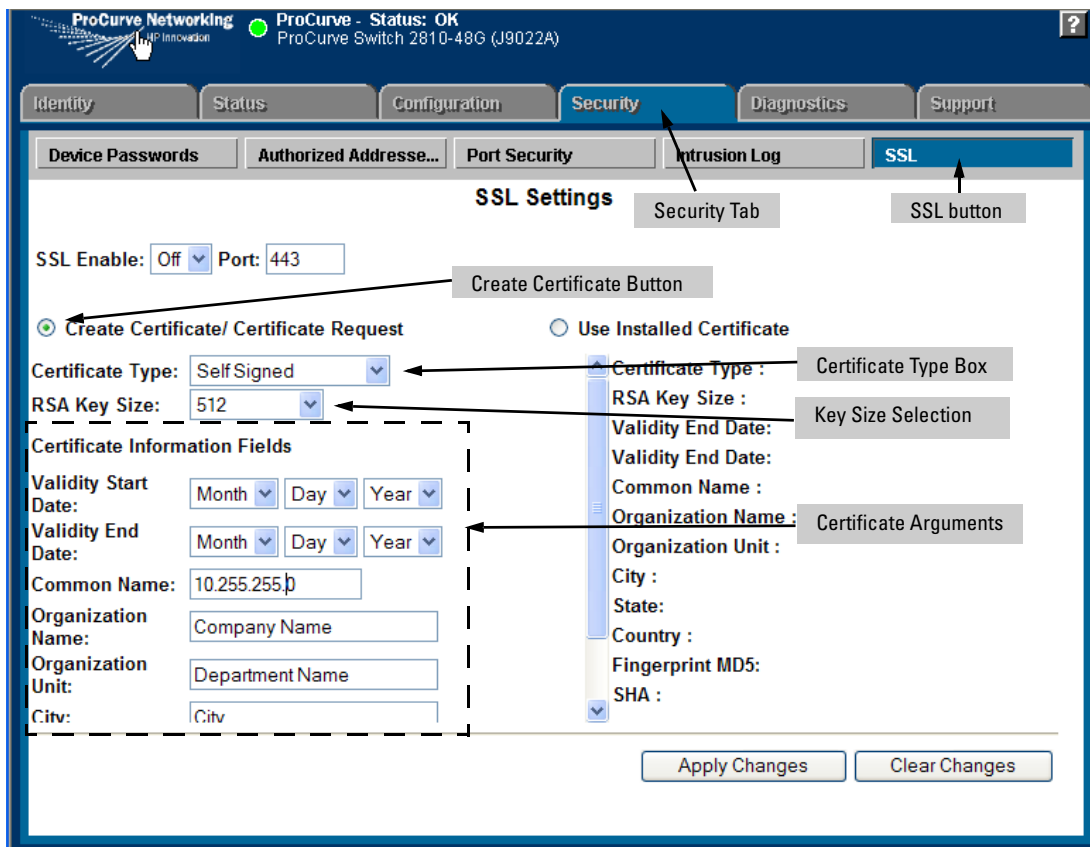 ProCurve Networking
HP Innovation
ProCurve - Status: OK
ProCurve Switch 2810-48G (J9022A)
?
Identity
Status
Configuration
Security
Diagnostics
Support
Device Passwords
Authorized Addresse...
Port Security
Intrusion Log
SSL
SSL Settings
Security Tab
SSL button
SSL Enable: Off Port: 443
Create Certificate Button
Create Certificate/ Certificate Request
Use Installed Certificate
Certificate Type: Self Signed
RSA Key Size: 512
Certificate Information Fields
Validity Start Date: Month Day Year
Validity End Date: Month Day Year
Common Name: 10.255.255.0
Organization Name: Company Name
Organization Unit: Department Name
City: City
Certificate Type :
RSA Key Size :
Validity End Date:
Validity End Date:
Common Name :
Organization Name :
Organization Unit :
City :
State:
Country :
Fingerprint MD5:
SHA :
Certificate Type Box
Key Size Selection
Certificate Arguments
Apply Changes
Clear Changes